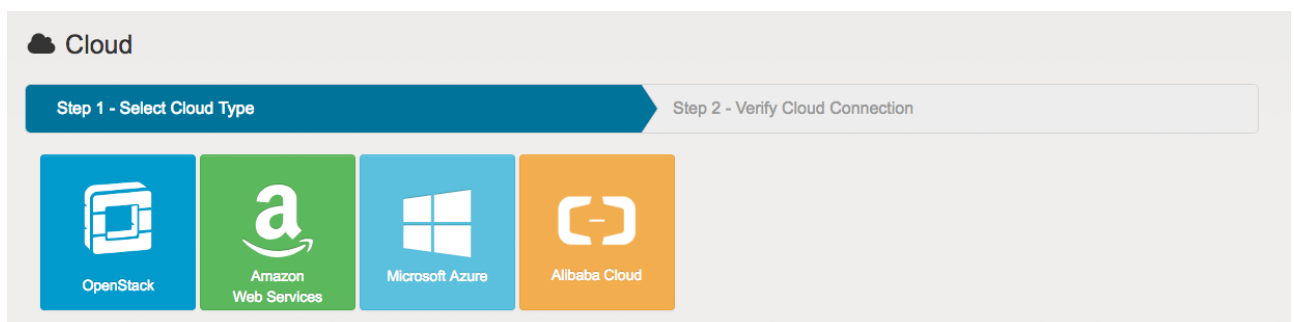 Cloud
Step 1 - Select Cloud Type
Step 2 - Verify Cloud Connection
OpenStack
Amazon
Web Services
Microsoft Azure
Alibaba Cloud